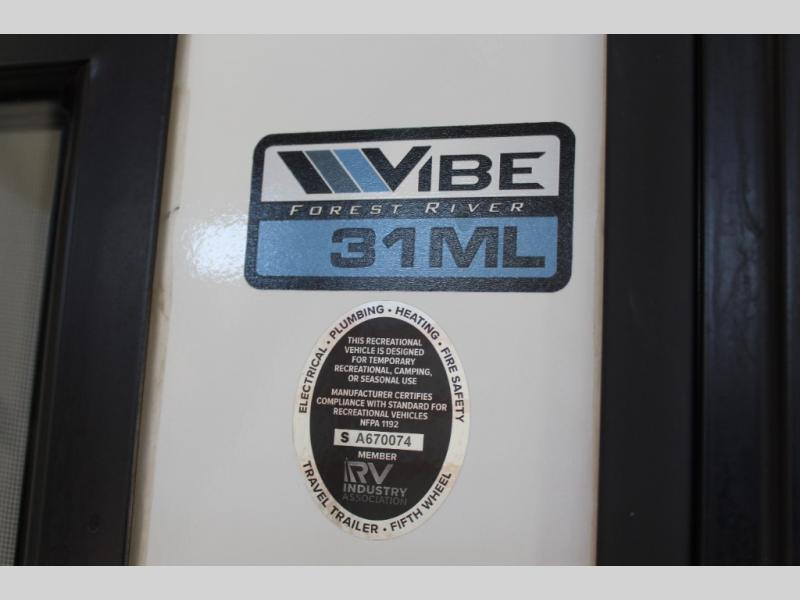 VIBE
FOREST RIVER
31ML
ELECTRICAL • PLUMBING • HEATING • FIRE SAFETY
THIS RECREATIONAL
VEHICLE IS DESIGNED
FOR TEMPORARY
RECREATIONAL, CAMPING,
OR SEASONAL USE
MANUFACTURER CERTIFIES
COMPLIANCE WITH STANDARD FOR
RECREATIONAL VEHICLES
NFPA 1192
S A670074
MEMBER
RV
INDUSTRY
ASSOCIATION
TRAVEL TRAILER • FIFTH WHEEL